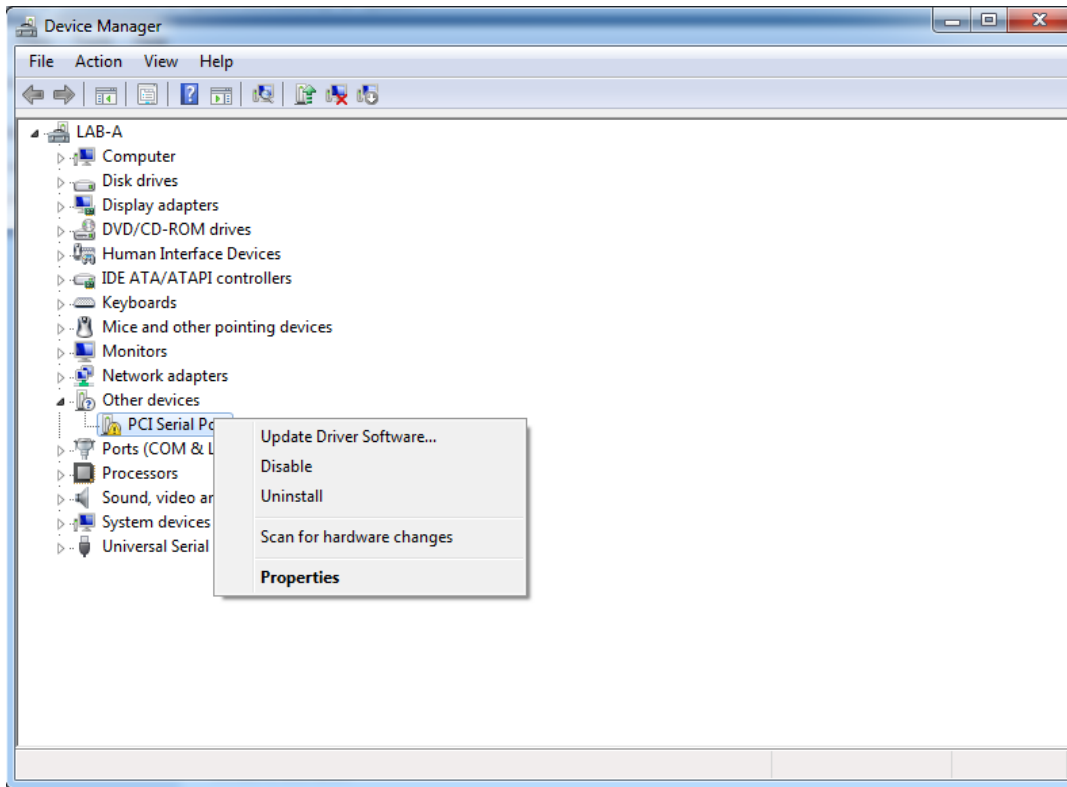 Device Manager
File Action View Help
LAB-A
Computer
Disk drives
Display adapters
DVD/CD-ROM drives
Human Interface Devices
IDE ATA/ATAPI controllers
Keyboards
Mice and other pointing devices
Monitors
Network adapters
Other devices
PCI Serial
Ports (COM &
Processors
Sound, video
System devices
Universal Serial
Update Driver Software...
Disable
Uninstall
Scan for hardware changes
Properties